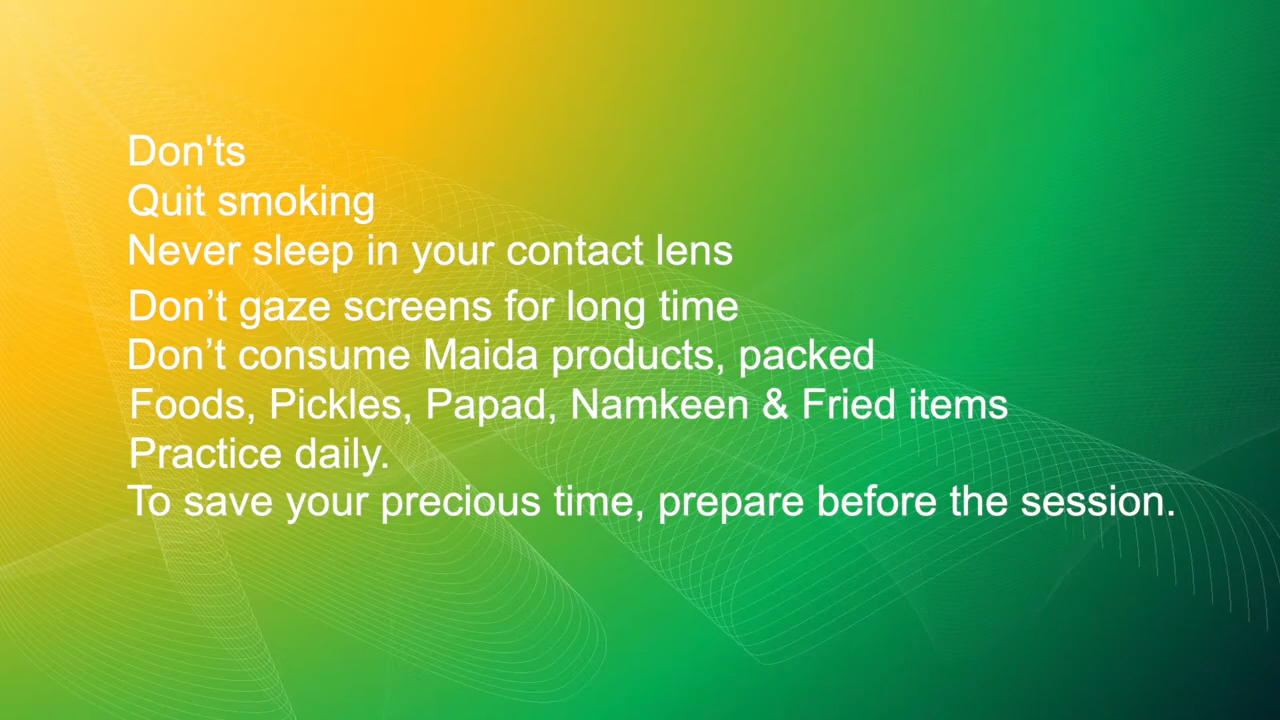 Don'ts
Quit smoking
Never sleep in your contact lens
Don’t gaze screens for long time
Don’t consume Maida products, packed
Foods, Pickles, Papad, Namkeen & Fried items
Practice daily.
To save your precious time, prepare before the session.